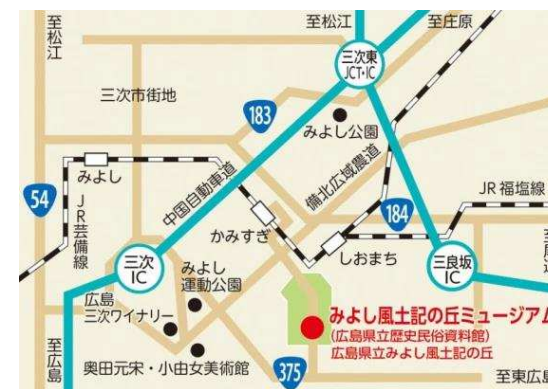 至松江
至松江
至庄原
三次東
JCT・IC
三次市街地
183
みよし公園
備北広域農道
中国自動車道
みよし
54
JR芸備線
かみすぎ
184
JR福塩線
しおまち
三次
IC
みよし
運動公園
三良坂
IC
広島
三次ワイナリー
みよし風土記の丘ミュージアム
(広島県立歴史民俗資料館)
広島県立みよし風土記の丘
至広島
奥田元宋・小由女美術館
375
至東広島